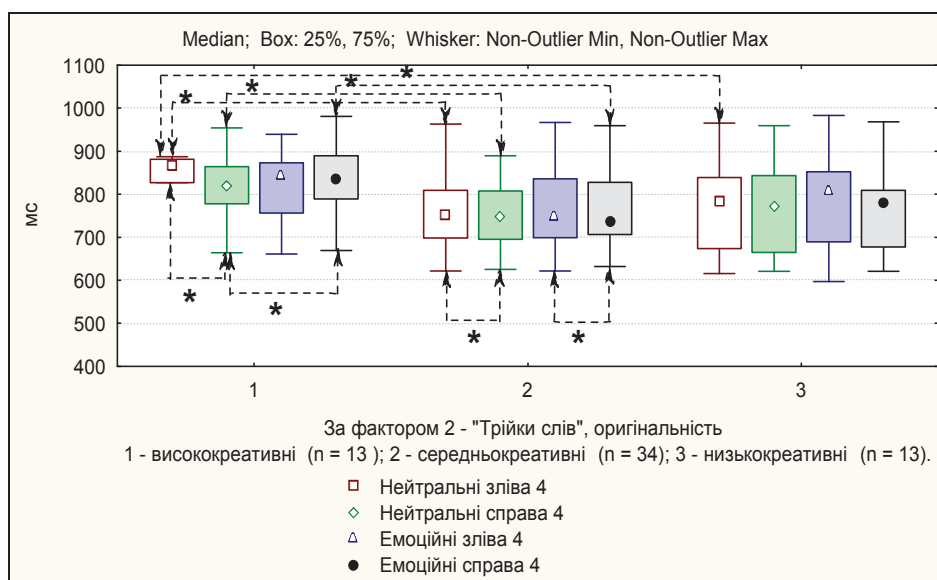 Median; Box: 25%, 75%; Whisker: Non-Outlier Min, Non-Outlier Max
1100
1000
900
800
700
600
500
400
мс
* * * * *
* * * *
1 2 3
За фактором 2 - "Трійки слів", оригінальність
1 - висококреативні (n = 13 ); 2 - середньокреативні (n = 34); 3 - низькокреативні (n = 13).
Нейтральні зліва 4
Нейтральні справа 4
Емоційні зліва 4
Емоційні справа 4